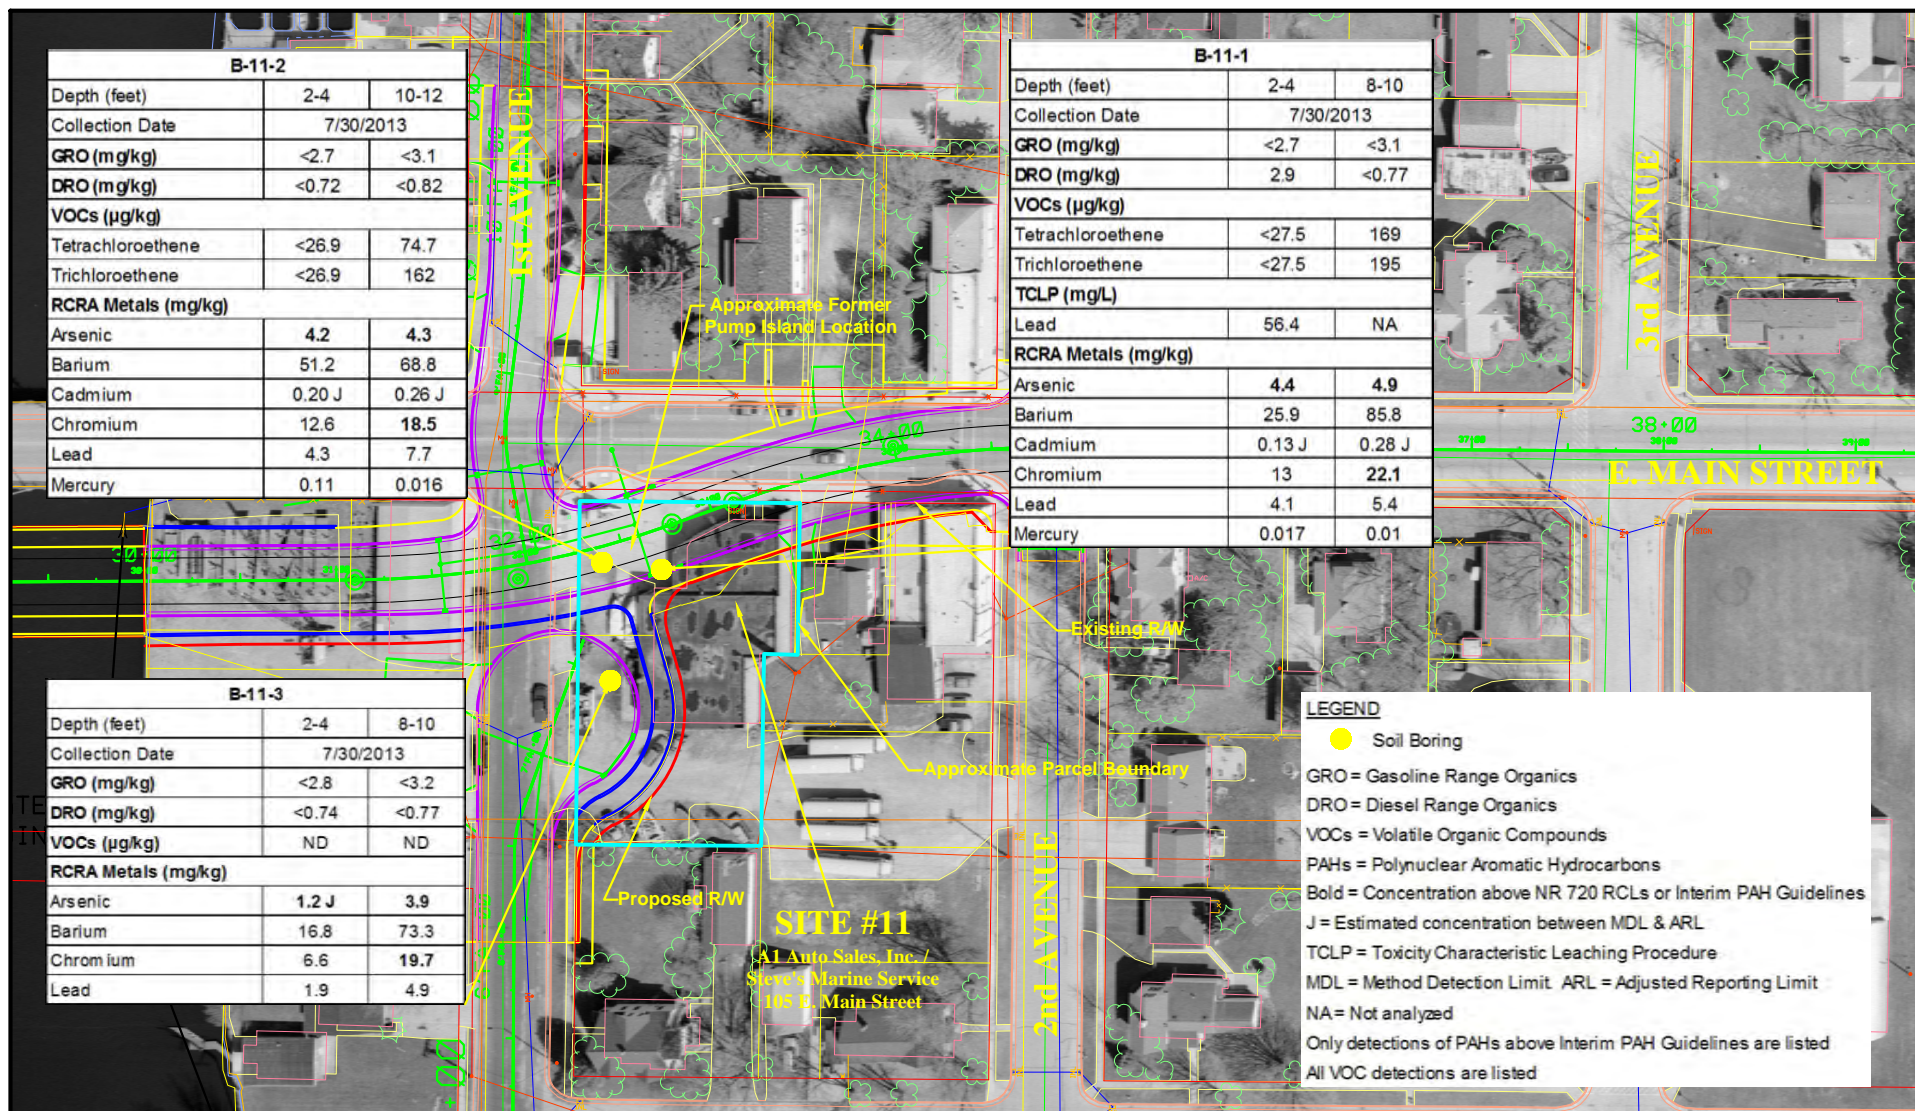 B-11-2
Depth (feet) 2-4 10-12
Collection Date 7/30/2013
GRO (mg/kg) <2.7 <3.1
DRO (mg/kg) <0.72 <0.82
VOCs (µg/kg)
Tetrachloroethene <26.9 74.7
Trichloroethene <26.9 162
RCRA Metals (mg/kg)
Arsenic 4.2 4.3
Barium 51.2 68.8
Cadmium 0.20 J 0.26 J
Chromium 12.6 18.5
Lead 4.3 7.7
Mercury 0.11 0.016
B-11-1
Depth (feet) 2-4 8-10
Collection Date 7/30/2013
GRO (mg/kg) <2.7 <3.1
DRO (mg/kg) 2.9 <0.77
VOCs (µg/kg)
Tetrachloroethene <27.5 169
Trichloroethene <27.5 195
TCLP (mg/L)
Lead 56.4 NA
RCRA Metals (mg/kg)
Arsenic 4.4 4.9
Barium 25.9 85.8
Cadmium 0.13 J 0.28 J
Chromium 13 22.1
Lead 4.1 5.4
Mercury 0.017 0.01
1st AVENUE
3rd AVENUE
Approximate Former
Pump Island Location
34+00
38+00
37+00
39+00
E. MAIN STREET
Existing R/W
Approximate Parcel Boundary
Proposed R/W
SITE #11
A1 Auto Sales, Inc. /
Steve's Marine Service
105 E. Main Street
2nd AVENUE
B-11-3
Depth (feet) 2-4 8-10
Collection Date 7/30/2013
GRO (mg/kg) <2.8 <3.2
DRO (mg/kg) <0.74 <0.77
VOCs (µg/kg) ND ND
RCRA Metals (mg/kg)
Arsenic 1.2 J 3.9
Barium 16.8 73.3
Chromium 6.6 19.7
Lead 1.9 4.9
LEGEND
Soil Boring
GRO = Gasoline Range Organics
DRO = Diesel Range Organics
VOCs = Volatile Organic Compounds
PAHs = Polynuclear Aromatic Hydrocarbons
Bold = Concentration above NR 720 RCLs or Interim PAH Guidelines
J = Estimated concentration between MDL & ARL
TCLP = Toxicity Characteristic Leaching Procedure
MDL = Method Detection Limit ARL = Adjusted Reporting Limit
NA = Not analyzed
Only detections of PAHs above Interim PAH Guidelines are listed
All VOC detections are listed